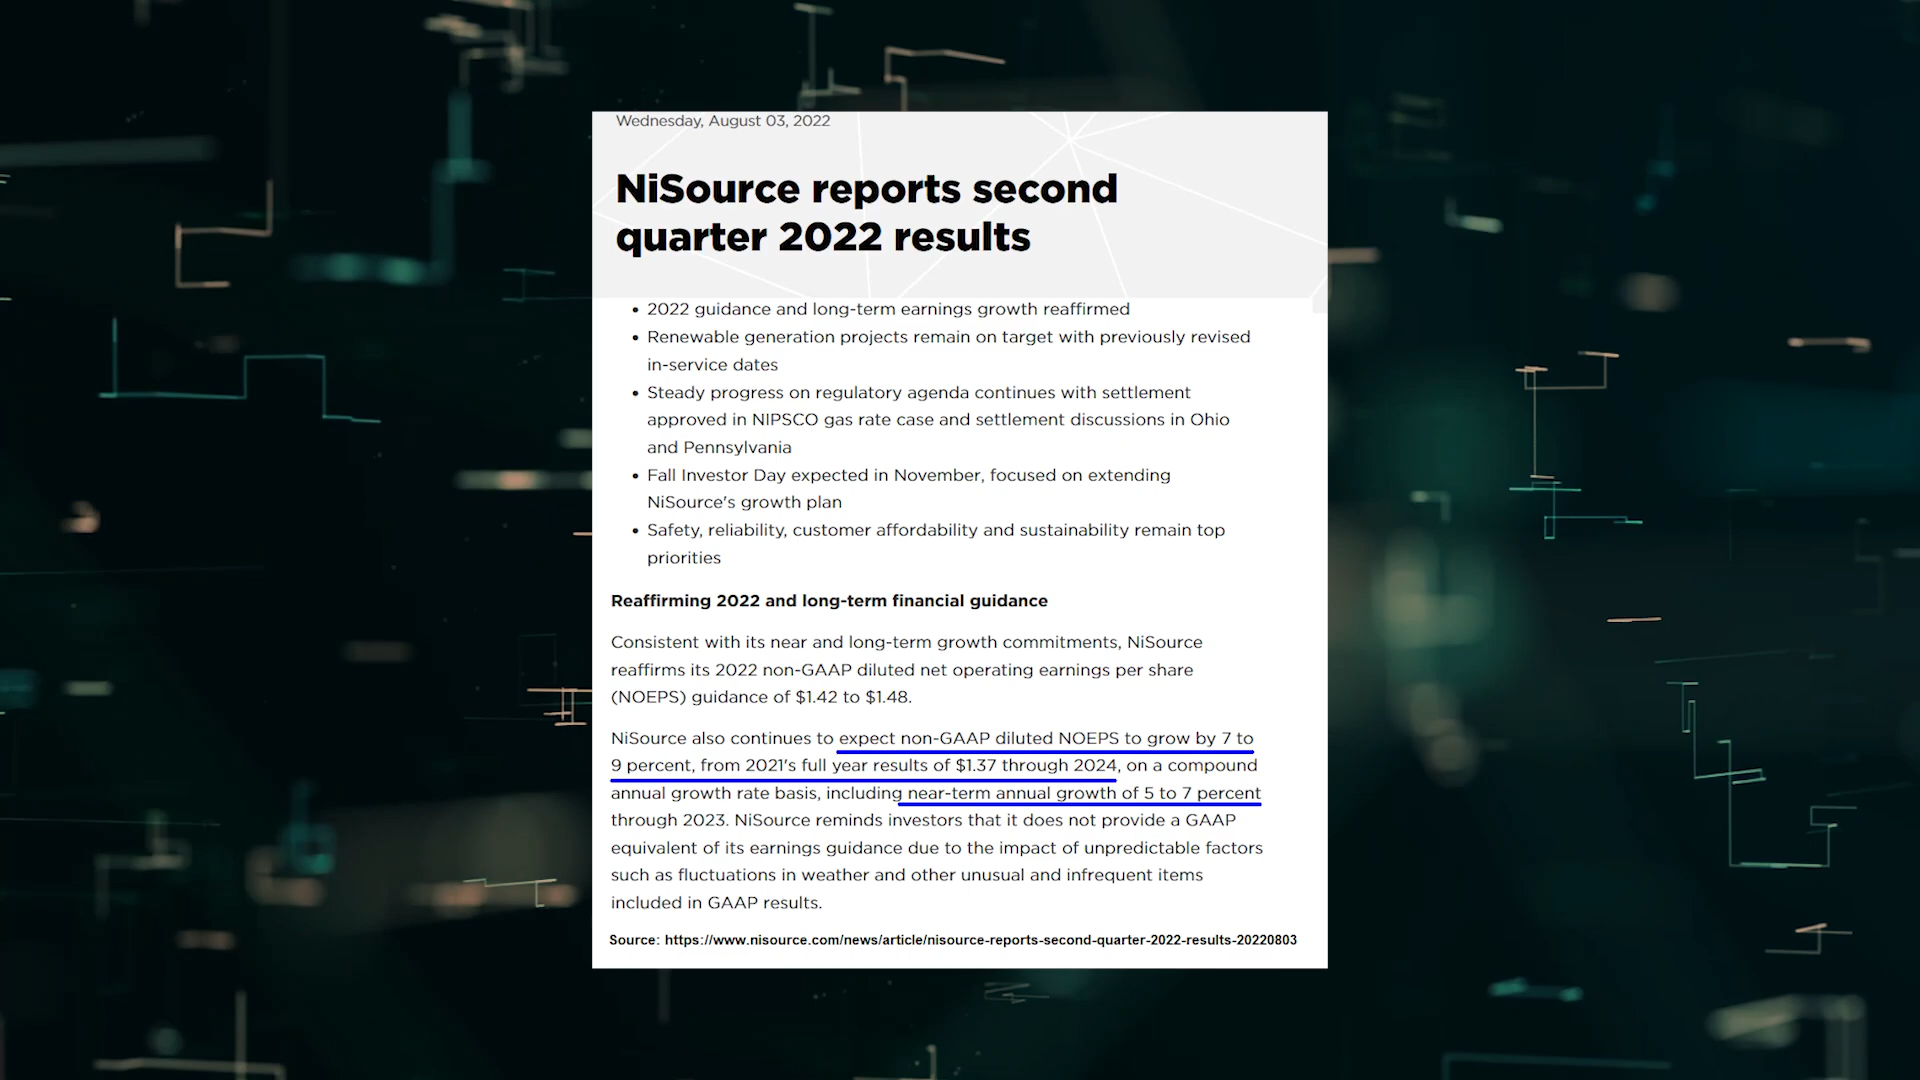 Wednesday, August 03, 2022
NiSource reports second
quarter 2022 results
• 2022 guidance and long-term earnings growth reaffirmed
• Renewable generation projects remain on target with previously revised
in-service dates
• Steady progress on regulatory agenda continues with settlement
approved in NIPSCO gas rate case and settlement discussions in Ohio
and Pennsylvania
• Fall Investor Day expected in November, focused on extending
NiSource's growth plan
• Safety, reliability, customer affordability and sustainability remain top
priorities
Reaffirming 2022 and long-term financial guidance
Consistent with its near and long-term growth commitments, NiSource
reaffirms its 2022 non-GAAP diluted net operating earnings per share
(NOEPS) guidance of $1.42 to $1.48.
NiSource also continues to expect non-GAAP diluted NOEPS to grow by 7 to
9 percent, from 2021's full year results of $1.37 through 2024, on a compound
annual growth rate basis, including near-term annual growth of 5 to 7 percent
through 2023. NiSource reminds investors that it does not provide a GAAP
equivalent of its earnings guidance due to the impact of unpredictable factors
such as fluctuations in weather and other unusual and infrequent items
included in GAAP results.
Source: https://www.nisource.com/news/article/nisource-reports-second-quarter-2022-results-20220803